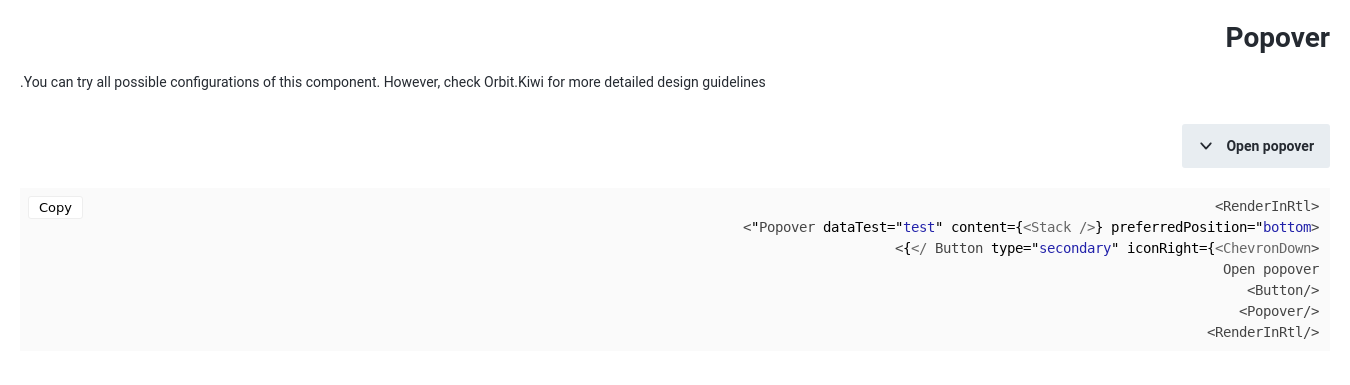 Popover
.You can try all possible configurations of this component. However, check Orbit.Kiwi for more detailed design guidelines
Open popover
Copy
<RenderInRtl>
<"Popover dataTest="test" content={<Stack />} preferredPosition="bottom>
<{</ Button type="secondary" iconRight={<ChevronDown>
Open popover
<Button/>
<Popover/>
<RenderInRtl/>